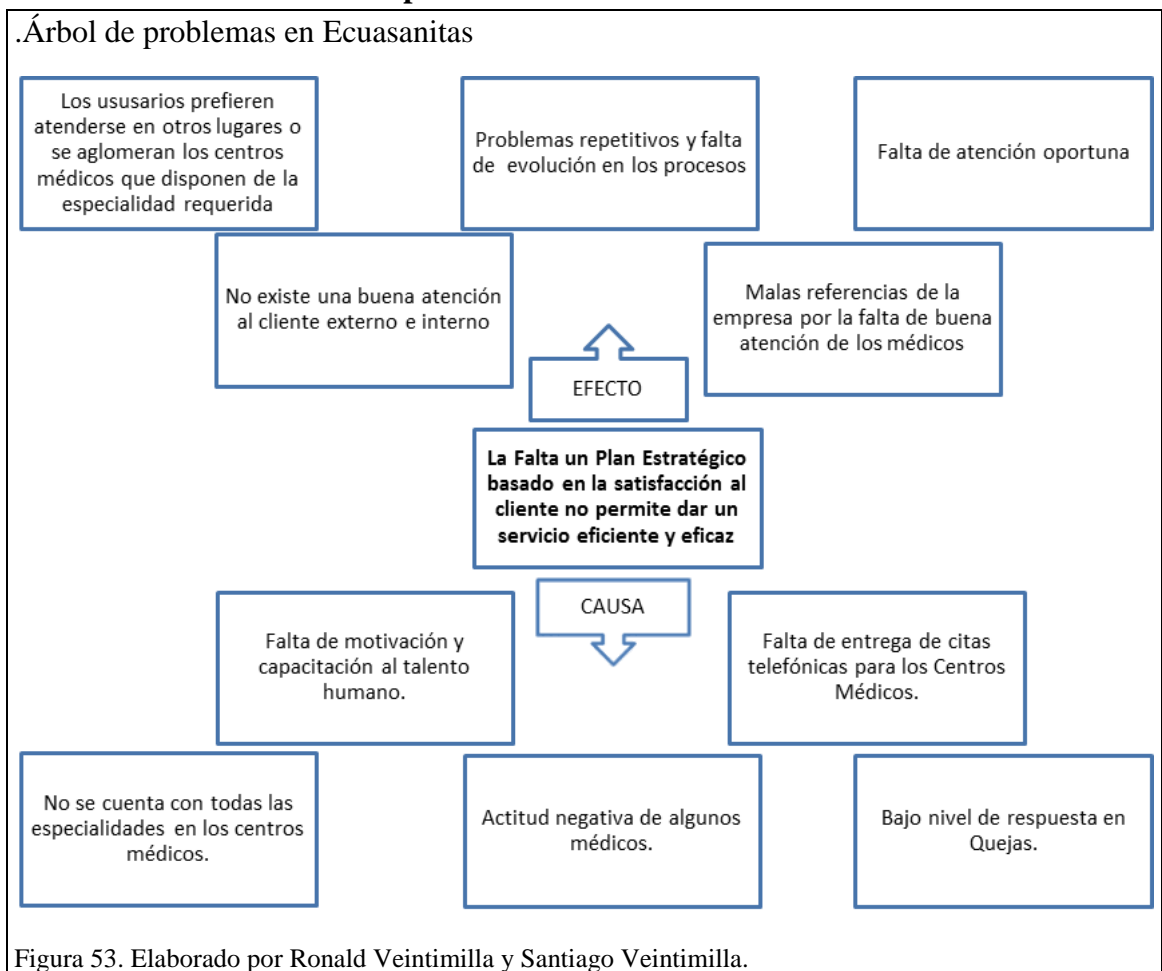 .Árbol de problemas en Ecuasanitas
Los ususarios prefieren
atenderse en otros lugares o
se aglomeran los centros
médicos que disponen de la
especialidad requerida
Problemas repetitivos y falta
de evolución en los procesos
Falta de atención oportuna
No existe una buena atención
al cliente externo e interno
Malas referencias de la
empresa por la falta de buena
atención de los médicos
EFECTO
La Falta un Plan Estratégico
basado en la satisfacción al
cliente no permite dar un
servicio eficiente y eficaz
CAUSA
Falta de motivación y
capacitación al talento
humano.
Falta de entrega de citas
telefónicas para los Centros
Médicos.
No se cuenta con todas las
especialidades en los centros
médicos.
Actitud negativa de algunos
médicos.
Bajo nivel de respuesta en
Quejas.
Figura 53. Elaborado por Ronald Veintimilla y Santiago Veintimilla.